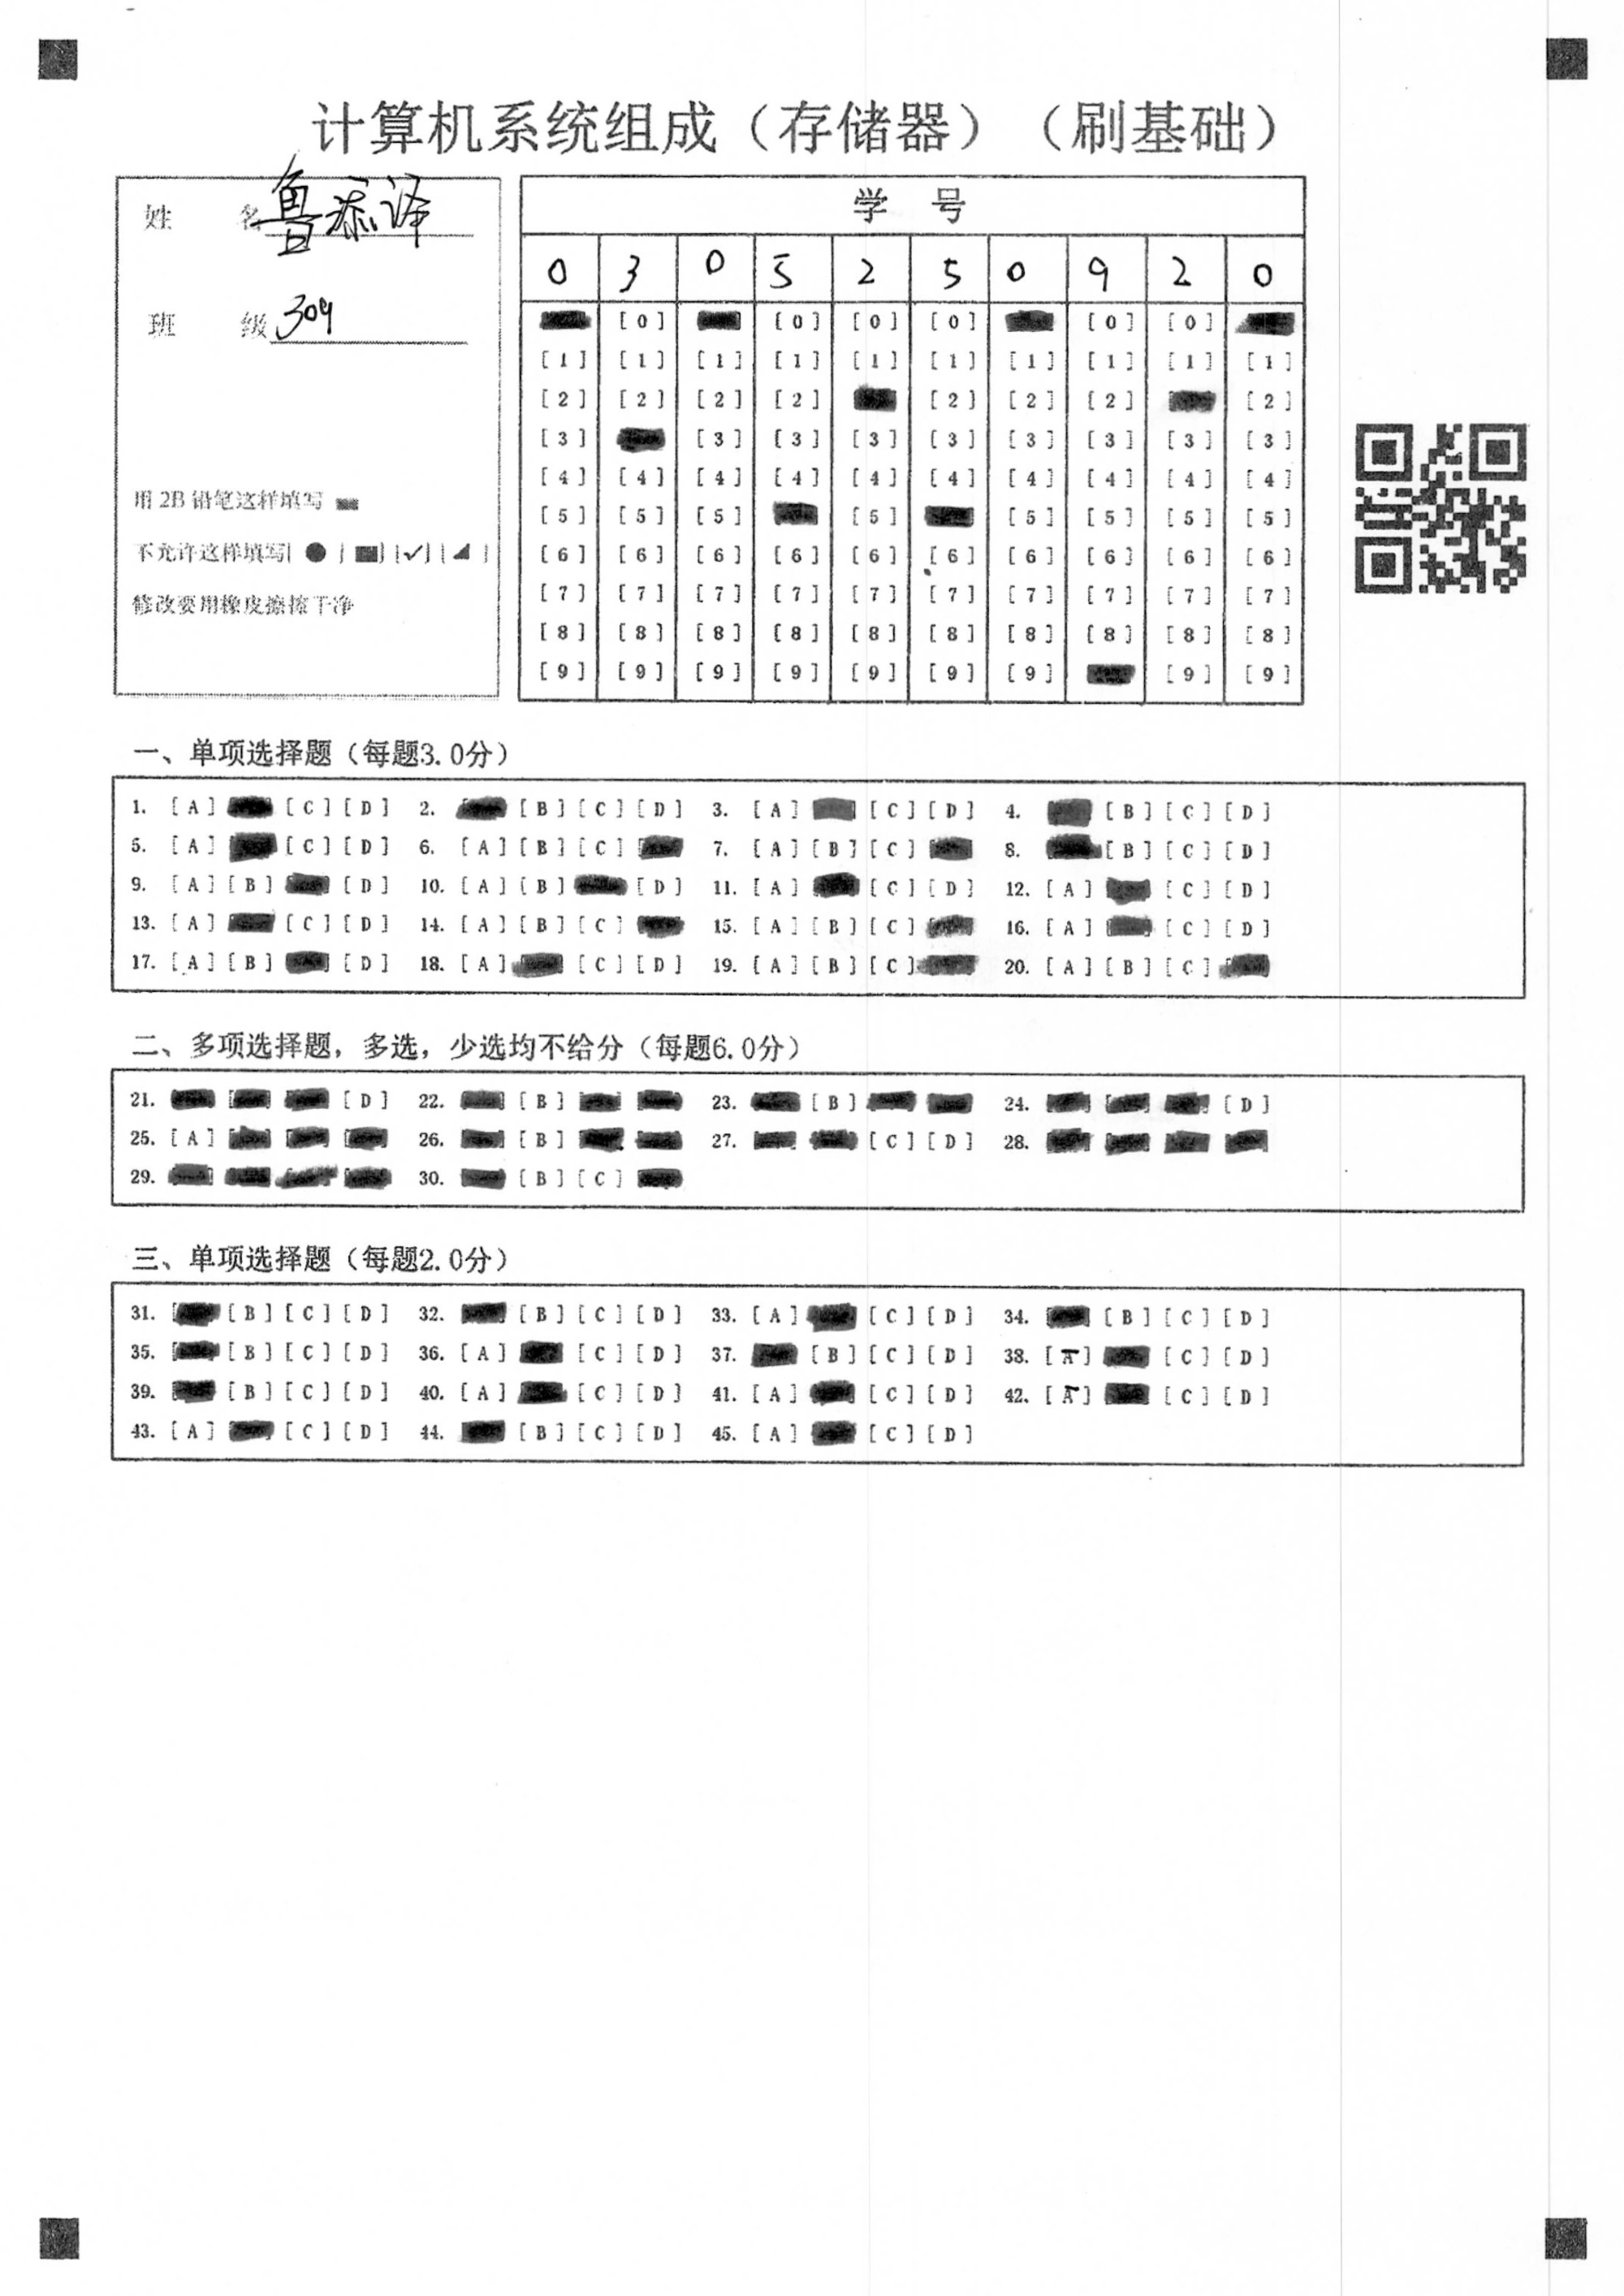 计算机系统组成（存储器）（刷基础）
姓 名 鲁添译
班 级 309
用 2B 铅笔这样填写
不允许这样填写[ ● ] [■] [✓] [◢ ]
修改要用橡皮擦擦干净
学 号
0 3 0 5 2 5 0 9 2 0
[0] [0] [0] [0] [0] [0]
[1] [1] [1] [1] [1] [1] [1] [1] [1] [1]
[2] [2] [2] [2] [2] [2] [2] [2]
[3] [3] [3] [3] [3] [3] [3] [3] [3]
[4] [4] [4] [4] [4] [4] [4] [4] [4] [4]
[5] [5] [5] [5] [5] [5] [5] [5]
[6] [6] [6] [6] [6] [6] [6] [6] [6] [6]
[7] [7] [7] [7] [7] [7] [7] [7] [7] [7]
[8] [8] [8] [8] [8] [8] [8] [8] [8] [8]
[9] [9] [9] [9] [9] [9] [9] [9] [9]
一、单项选择题（每题3.0分）
1. [A] [C] [D] 2. [B] [C] [D] 3. [A] [C] [D] 4. [B] [C] [D]
5. [A] [C] [D] 6. [A] [B] [C] 7. [A] [B] [C] 8. [B] [C] [D]
9. [A] [B] [D] 10. [A] [B] [D] 11. [A] [C] [D] 12. [A] [C] [D]
13. [A] [C] [D] 14. [A] [B] [C] 15. [A] [B] [C] 16. [A] [C] [D]
17. [A] [B] [D] 18. [A] [C] [D] 19. [A] [B] [C] 20. [A] [B] [C]
二、多项选择题，多选，少选均不给分（每题6.0分）
21. [D] 22. [B] 23. [B] 24. [D]
25. [A] 26. [B] 27. [C] [D] 28.
29. 30. [B] [C]
三、单项选择题（每题2.0分）
31. [B] [C] [D] 32. [B] [C] [D] 33. [A] [C] [D] 34. [B] [C] [D]
35. [B] [C] [D] 36. [A] [C] [D] 37. [B] [C] [D] 38. [A] [C] [D]
39. [B] [C] [D] 40. [A] [C] [D] 41. [A] [C] [D] 42. [A] [C] [D]
43. [A] [C] [D] 44. [B] [C] [D] 45. [A] [C] [D]